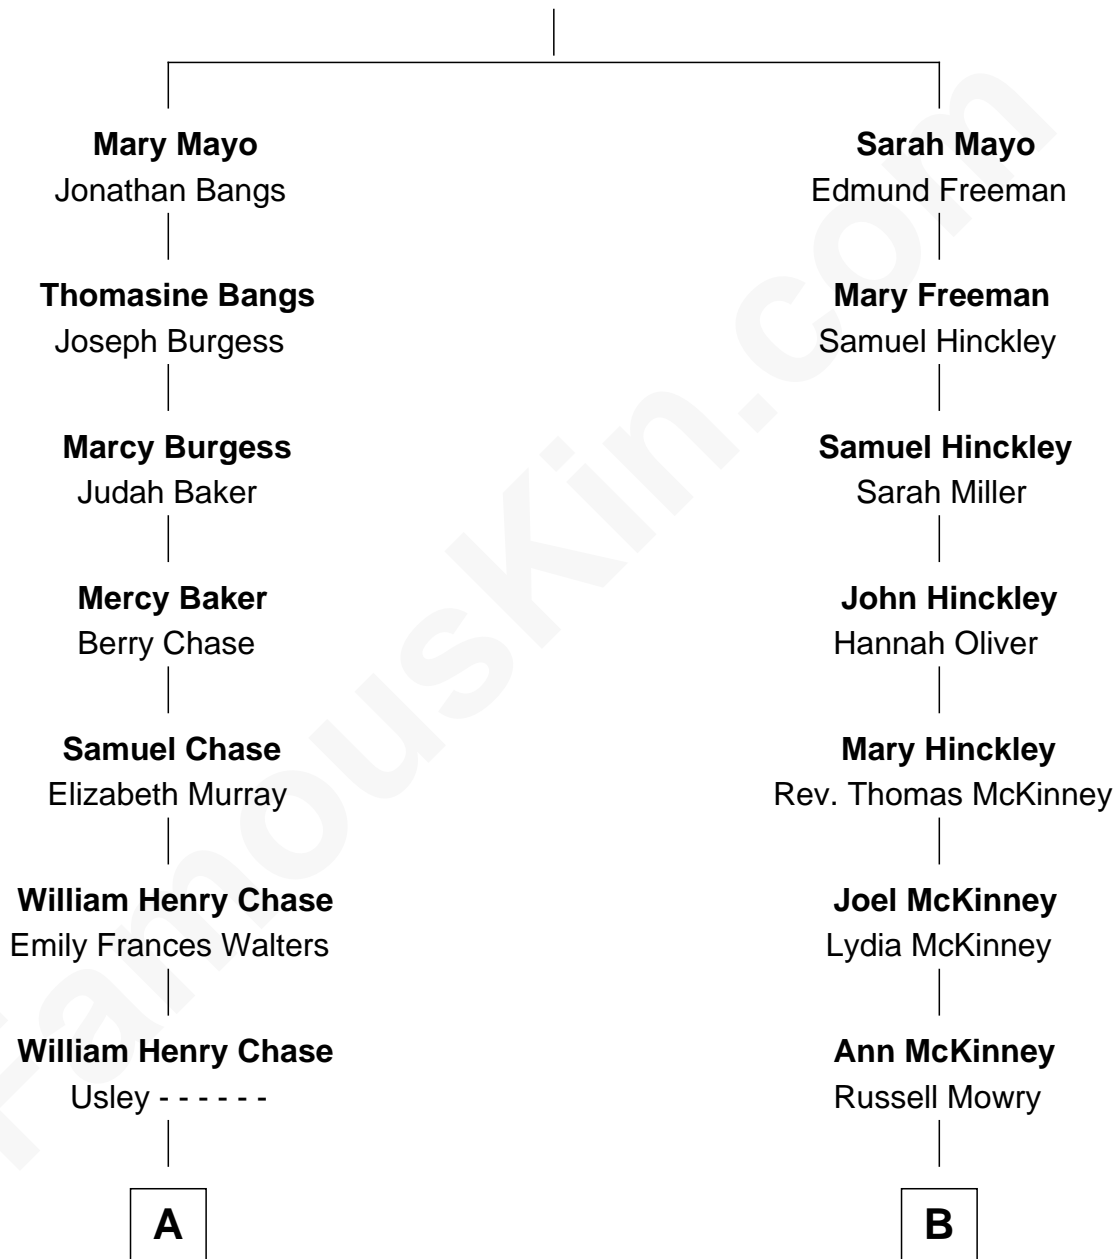 Mary Mayo
Jonathan Bangs
Sarah Mayo
Edmund Freeman
Thomasine Bangs
Joseph Burgess
Mary Freeman
Samuel Hinckley
Marcy Burgess
Judah Baker
Samuel Hinckley
Sarah Miller
Mercy Baker
Berry Chase
John Hinckley
Hannah Oliver
Samuel Chase
Elizabeth Murray
Mary Hinckley
Rev. Thomas McKinney
William Henry Chase
Emily Frances Walters
Joel McKinney
Lydia McKinney
William Henry Chase
Usley - - - - - -
Ann McKinney
Russell Mowry
A
B
FamousKin.com